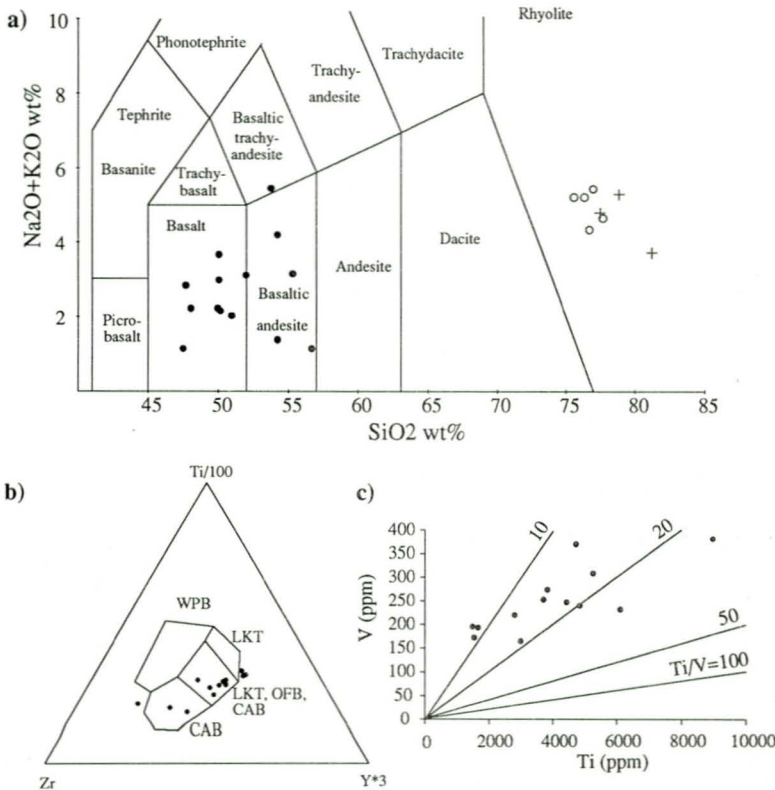 a)
Na2O+K2O wt%
10
8
6
4
2
Phonotephrite
Tephrite
Basanite
Trachy-
basalt
Basaltic
trachy-
andesite
Trachy-
andesite
Trachydacite
Rhyolite
Basalt
Picro-
basalt
Basaltic
andesite
Andesite
Dacite
45
50
55
60
65
70
75
80
85
SiO2 wt%
b)
Ti/100
WPB
LKT
LKT, OFB,
CAB
CAB
Zr
Y*3
c)
V (ppm)
400
350
300
250
200
150
100
50
0
10
20
50
Ti/V=100
0
2000
4000
6000
8000
10000
Ti (ppm)